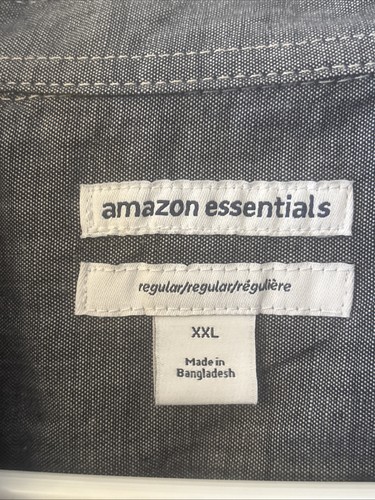 amazon essentials
regular/regular/régulière
XXL
Made in
Bangladesh